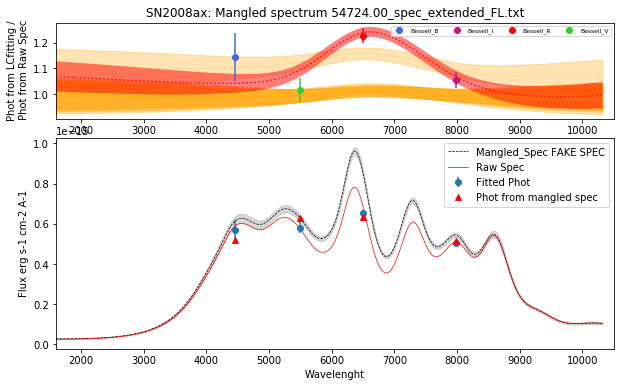 SN2008ax: Mangled spectrum 54724.00_spec_extended_FL.txt
Phot from LCfitting /
Phot from Raw Spec
1.2
1.1
1.0
Bessell_B
Bessell_I
Bessell_R
Bessell_V
2000 3000 4000 5000 6000 7000 8000 9000 10000
Flux erg s-1 cm-2 A-1
1.0
0.8
0.6
0.4
0.2
0.0
Mangled_Spec FAKE SPEC
Raw Spec
Fitted Phot
Phot from mangled spec
2000 3000 4000 5000 6000 7000 8000 9000 10000
Wavelenght